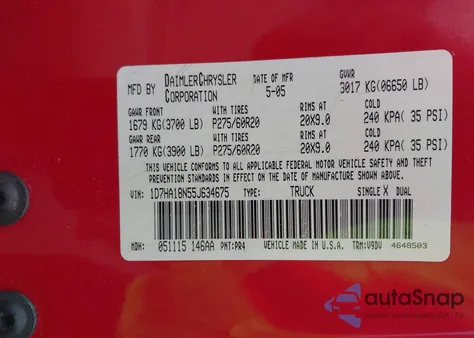 MFD BY DAIMLERCHRYSLER CORPORATION DATE OF MFR 5-05 GVWR 3017 KG(06650 LB)
GAWR FRONT WITH TIRES RIMS AT COLD
1679 KG(3700 LB) P275/60R20 20X9.0 240 KPA( 35 PSI)
GAWR REAR WITH TIRES RIMS AT COLD
1770 KG(3900 LB) P275/60R20 20X9.0 240 KPA( 35 PSI)
THIS VEHICLE CONFORMS TO ALL APPLICABLE FEDERAL MOTOR VEHICLE SAFETY AND THEFT
PREVENTION STANDARDS IN EFFECT ON THE DATE OF MANUFACTURE SHOWN ABOVE.
VIN: 1D7HA18N55J634675 TYPE: TRUCK SINGLE X DUAL
MDH: 051115 146AA PNT:PR4 VEHICLE MADE IN U.S.A. TRM:V9DV 4648503
autoSnap